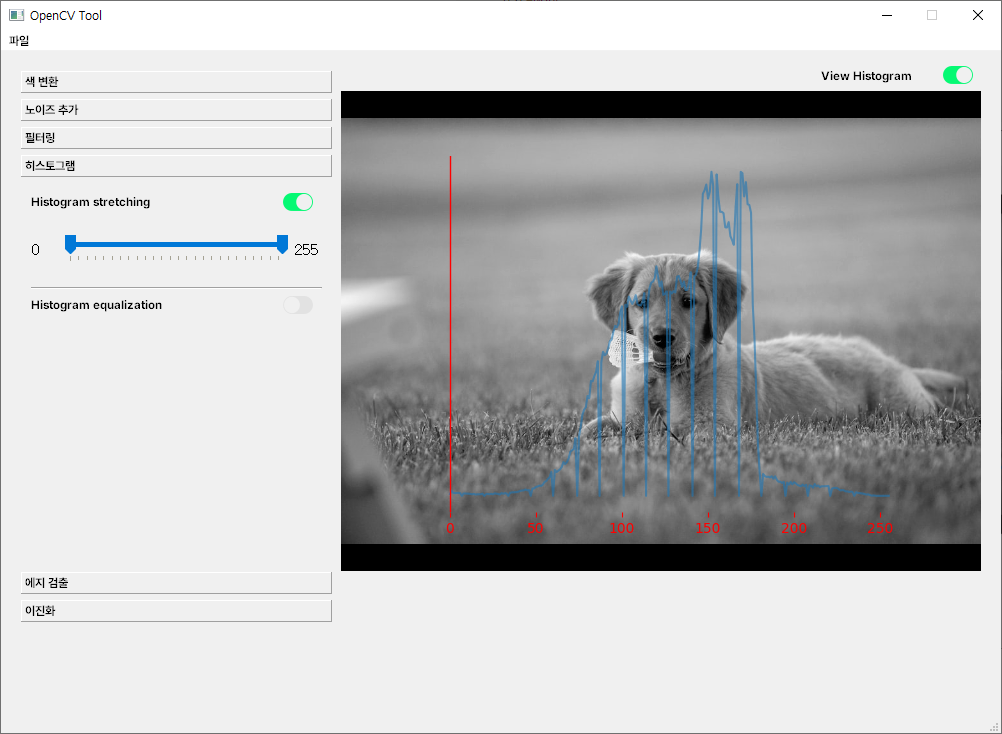 OpenCV Tool
파일
색 변환
노이즈 추가
필터링
히스토그램
Histogram stretching
0 255
Histogram equalization
에지 검출
이진화
View Histogram
0 50 100 150 200 250